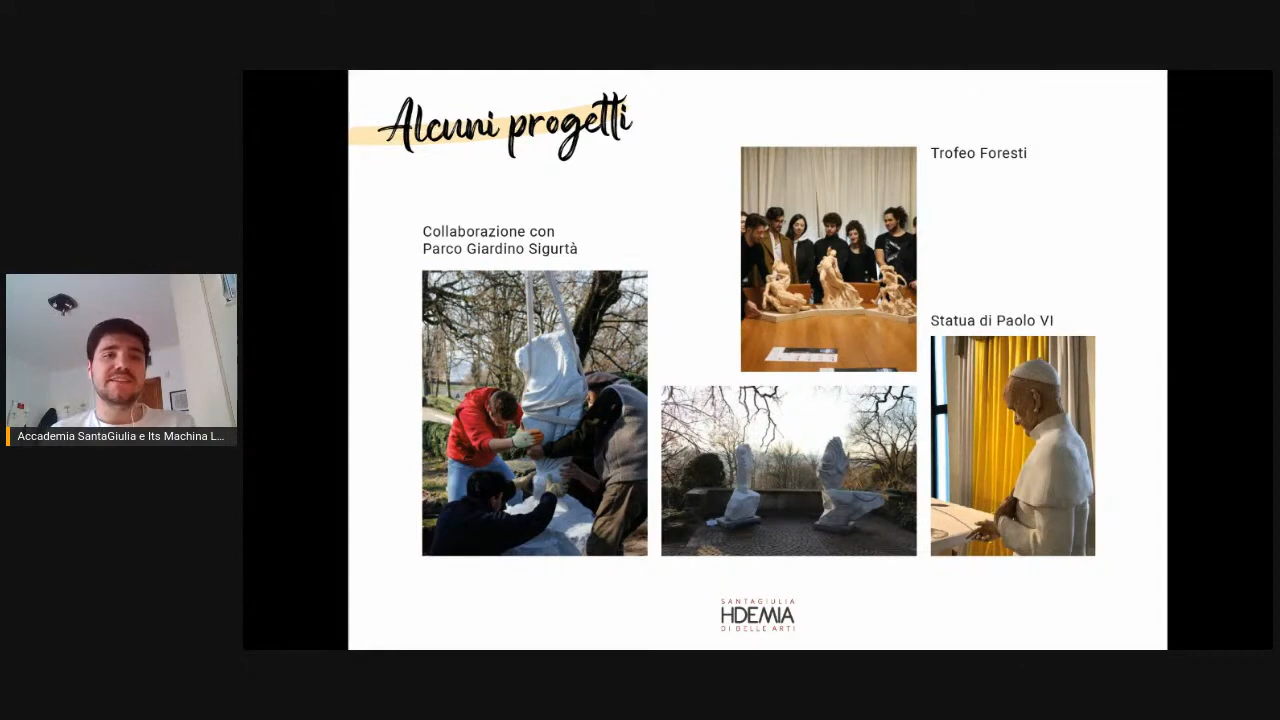 Alcuni progetti
Trofeo Foresti
Collaborazione con
Parco Giardino Sigurtà
Statua di Paolo VI
Accademia SantaGiulia e Its Machina L...
SANTAGIULIA
HDEMIA
DI BELLE ARTI